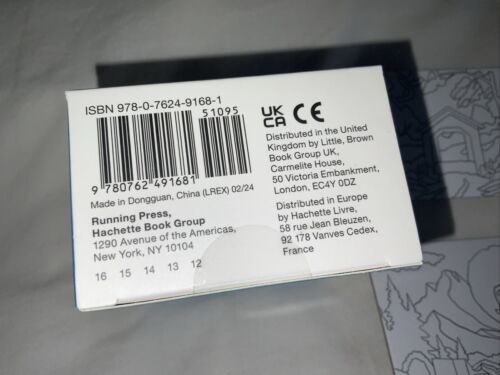 ISBN 978-0-7624-9168-1
51095
9 780762 491681
Made in Dongguan, China (LREX) 02/24
Running Press,
Hachette Book Group
1290 Avenue of the Americas,
New York, NY 10104
16 15 14 13 12
UK
CA CE
Distributed in the United
Kingdom by Little, Brown
Book Group UK,
Carmelite House,
50 Victoria Embankment,
London, EC4Y 0DZ
Distributed in Europe
by Hachette Livre,
58 rue Jean Bleuzen,
92 178 Vanves Cedex,
France